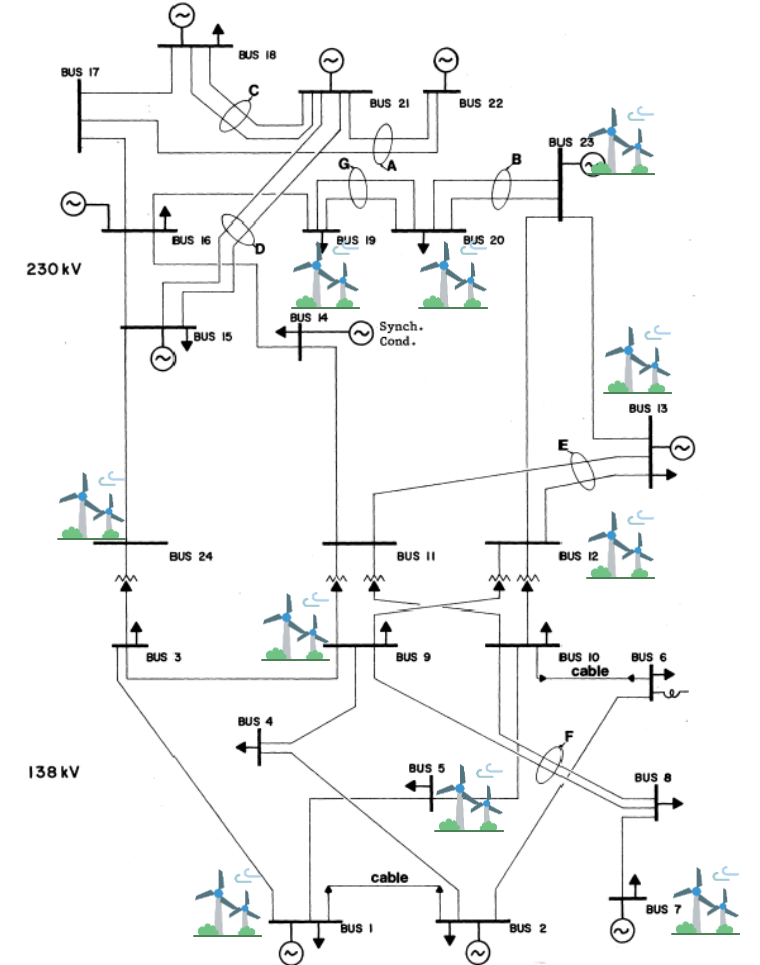 BUS 18
BUS 17
C
BUS 21
BUS 22
BUS 23
A
G
B
BUS 16
D
BUS 19
BUS 20
230 kV
BUS 14
Synch.
Cond.
BUS 15
BUS 13
E
BUS 24
BUS 11
BUS 12
BUS 3
BUS 9
BUS 10
BUS 6
cable
BUS 4
F
138 kV
BUS 5
BUS 8
cable
BUS 7
BUS 1
BUS 2